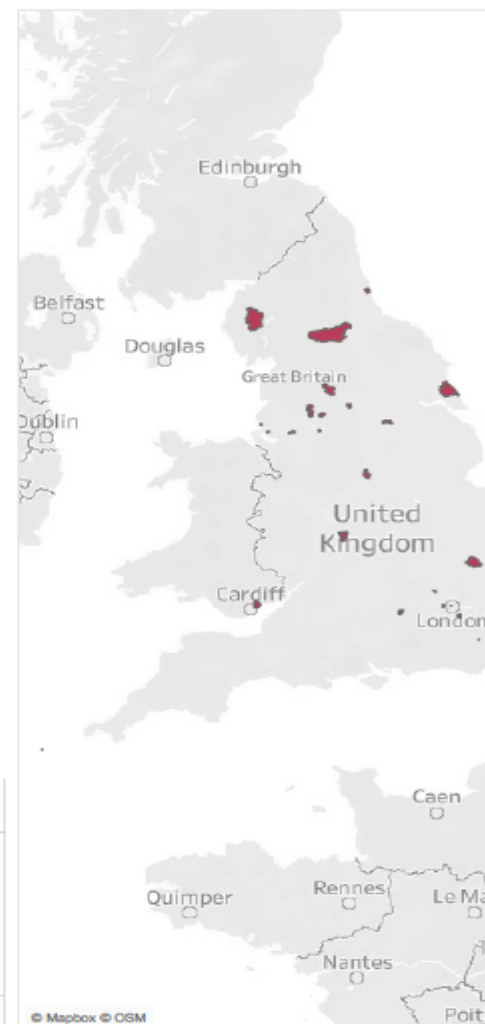 Edinburgh
Belfast
Douglas
Great Britain
Dublin
United
Kingdom
Cardiff
London
Caen
Quimper
Rennes
Le Ma
Nantes
Poit
© Mapbox © OSM